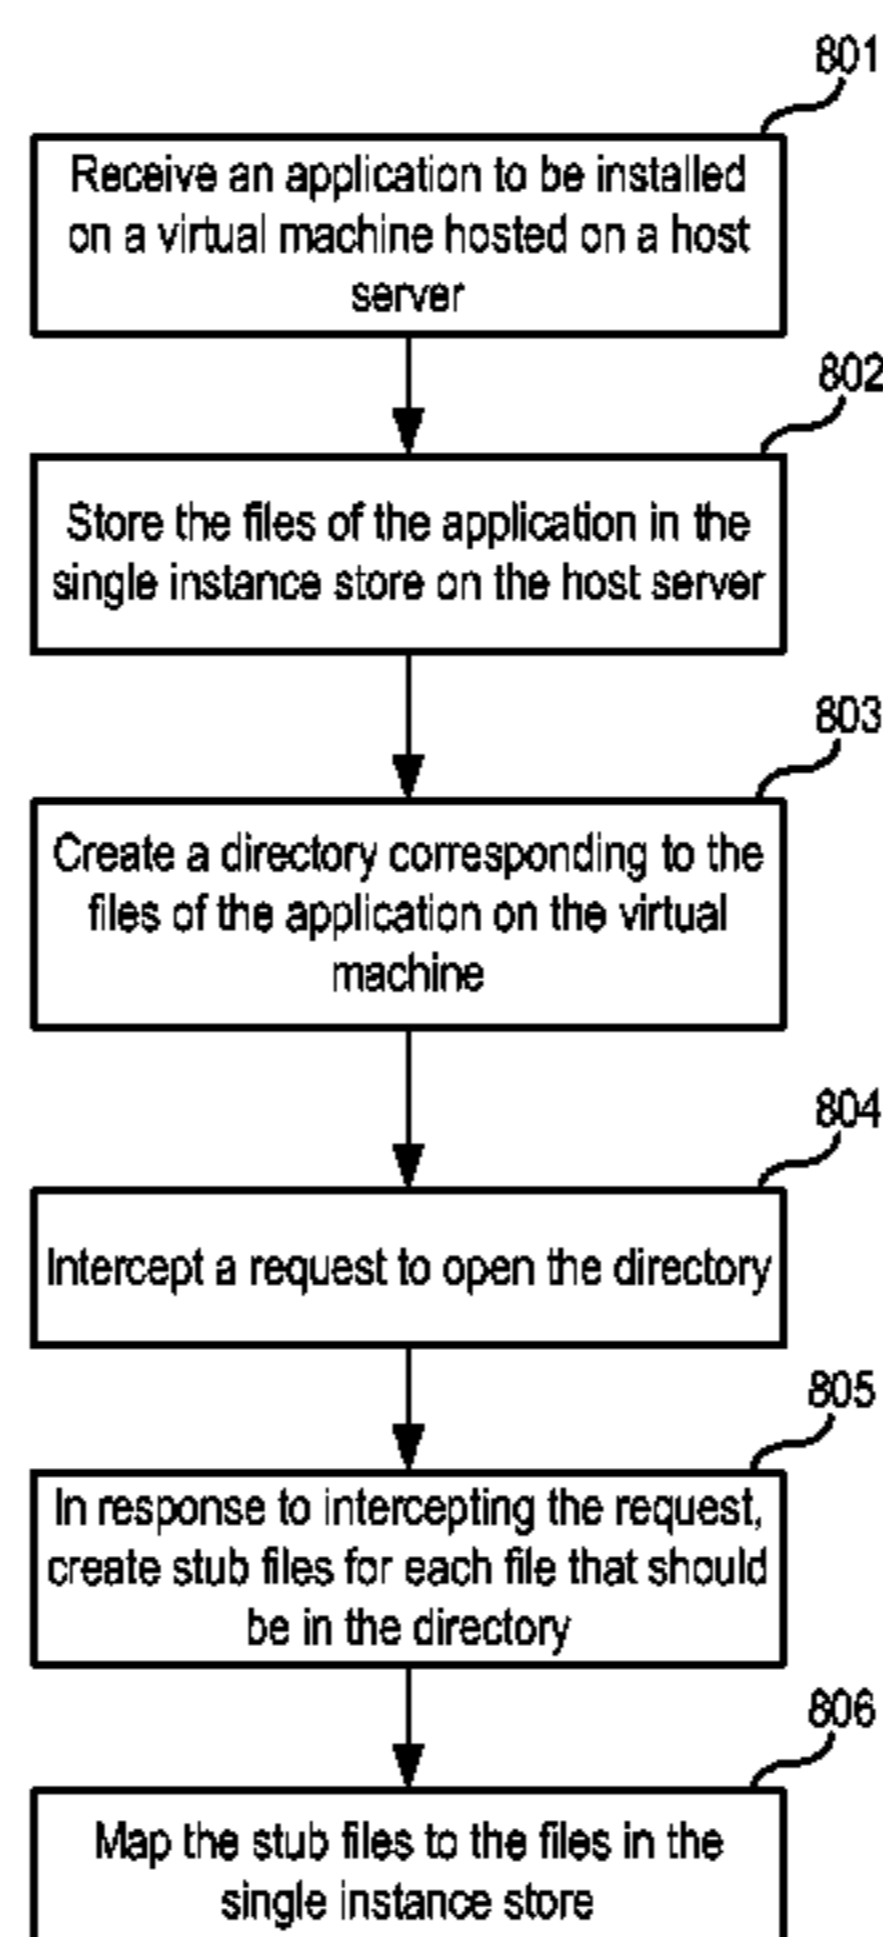 801
Receive an application to be installed
on a virtual machine hosted on a host
server
802
Store the files of the application in the
single instance store on the host server
803
Create a directory corresponding to the
files of the application on the virtual
machine
804
Intercept a request to open the directory
805
In response to intercepting the request,
create stub files for each file that should
be in the directory
806
Map the stub files to the files in the
single instance store